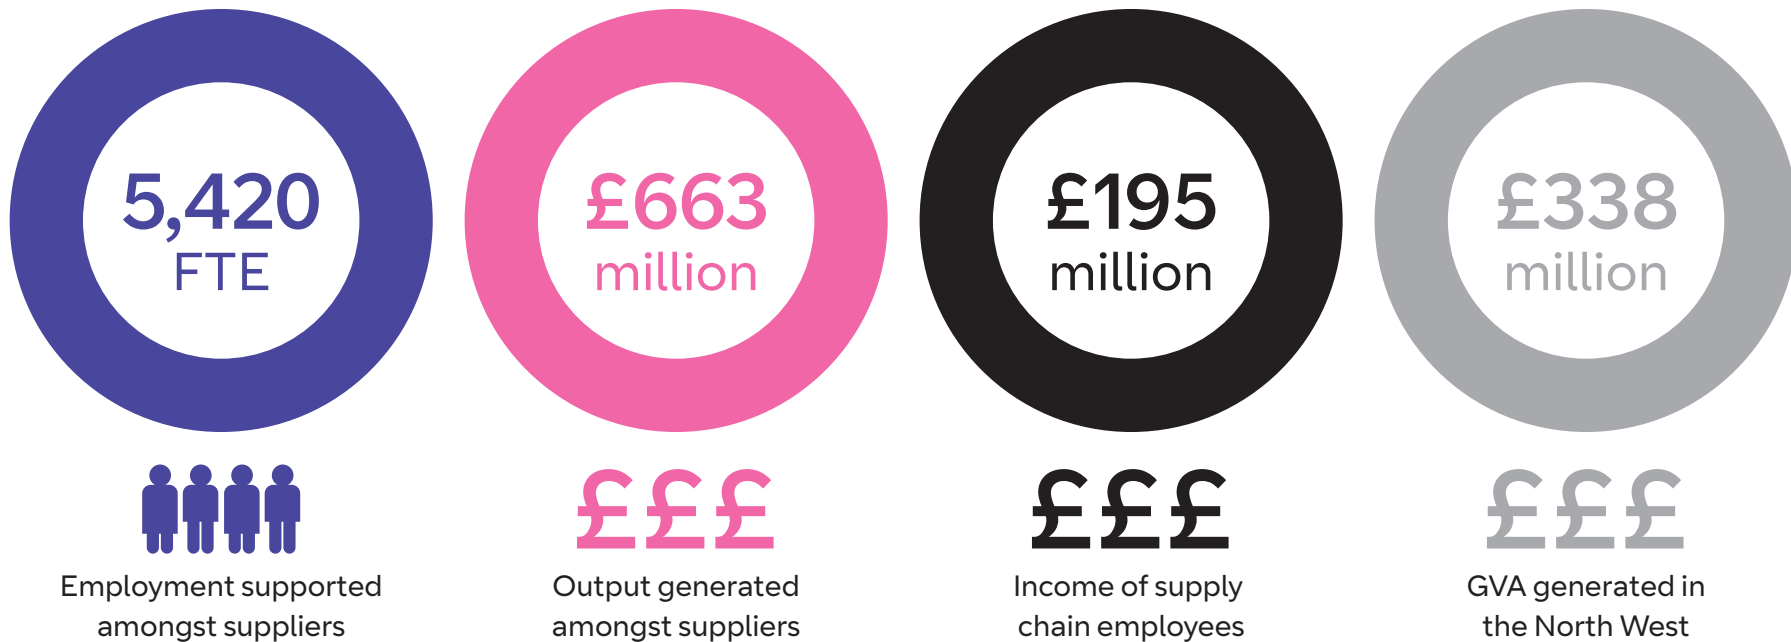 5,420
FTE
£663
million
£195
million
£338
million
£££
£££
£££
Employment supported
amongst suppliers
Output generated
amongst suppliers
Income of supply
chain employees
GVA generated in
the North West